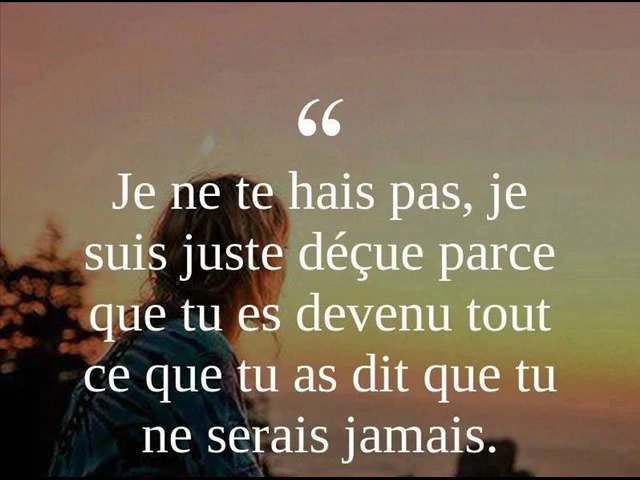 “
Je ne te hais pas, je
suis juste déçue parce
que tu es devenu tout
ce que tu as dit que tu
ne serais jamais.